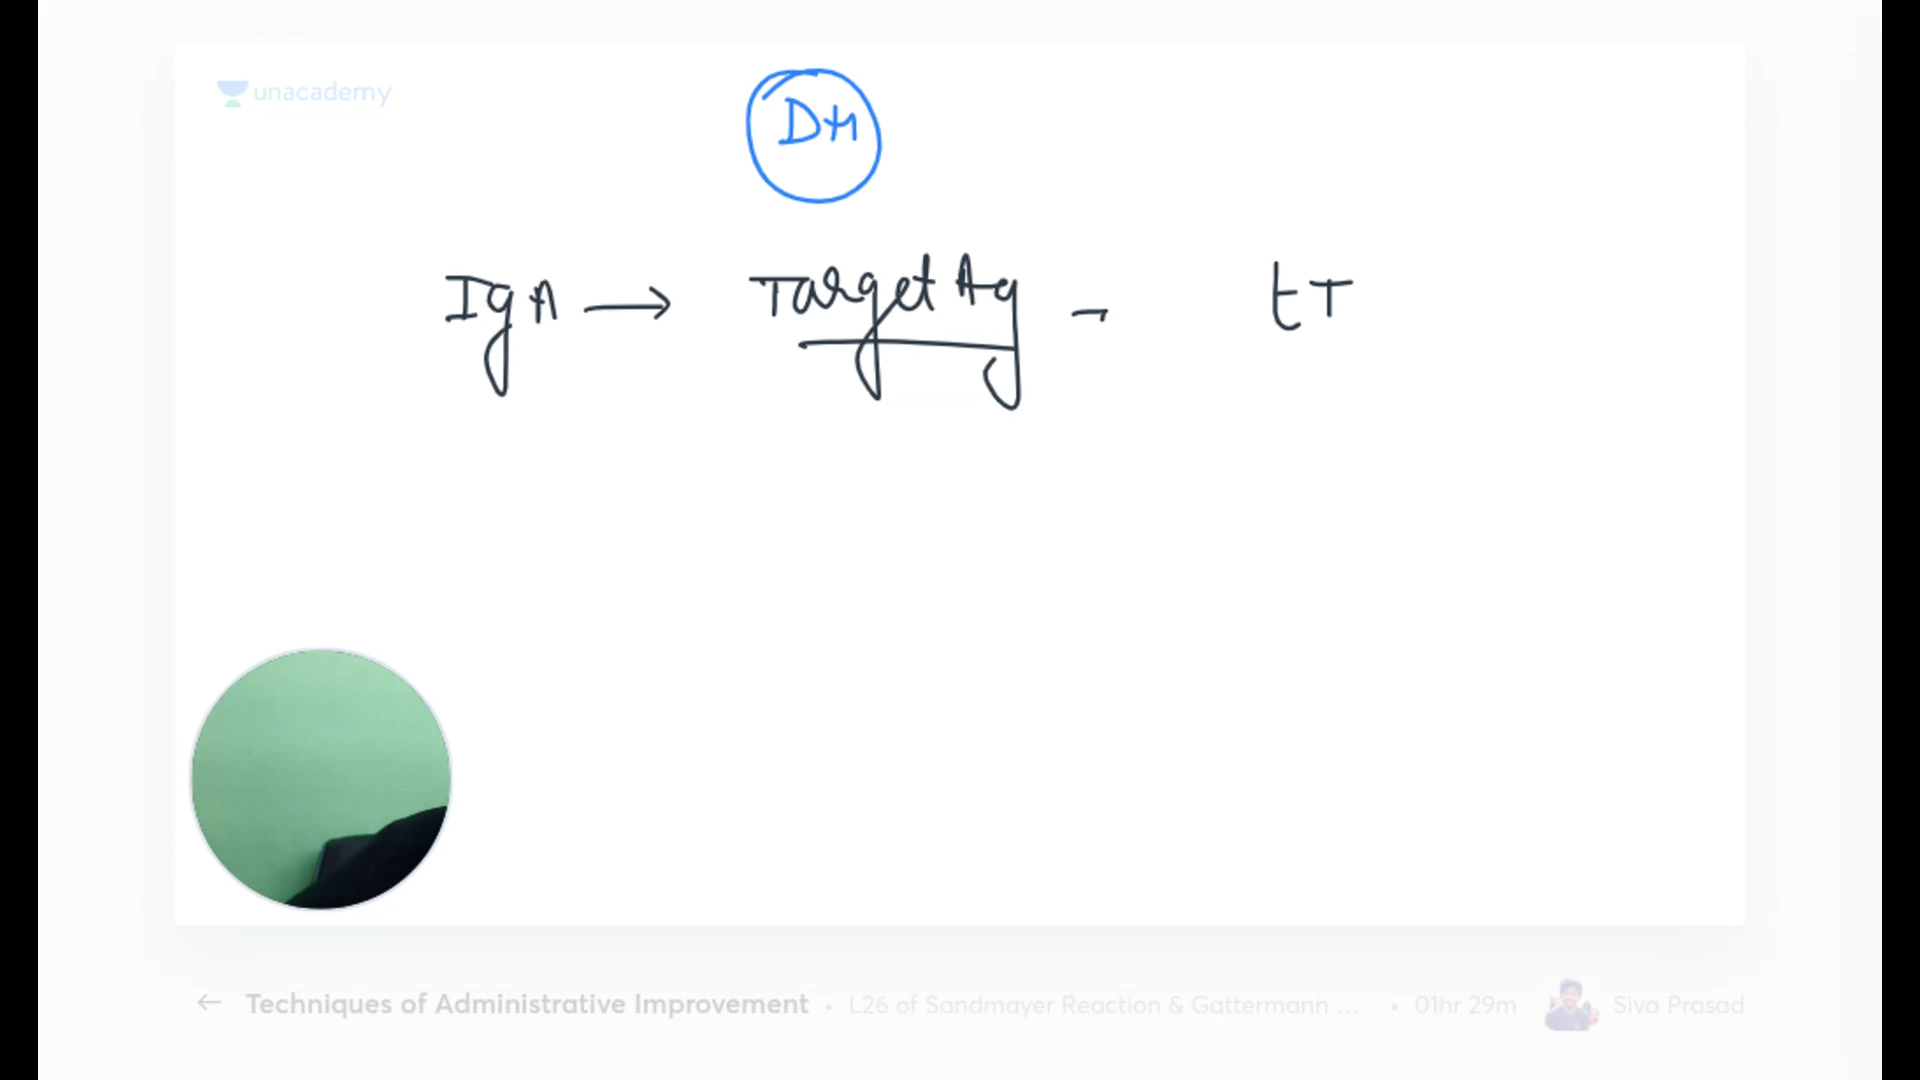 unacademy
DH
IgA → Target Ag - tT
Techniques of Administrative Improvement • L26 of Sandmayer Reaction & Gattermann ... • 01hr 29m Siva Prasad